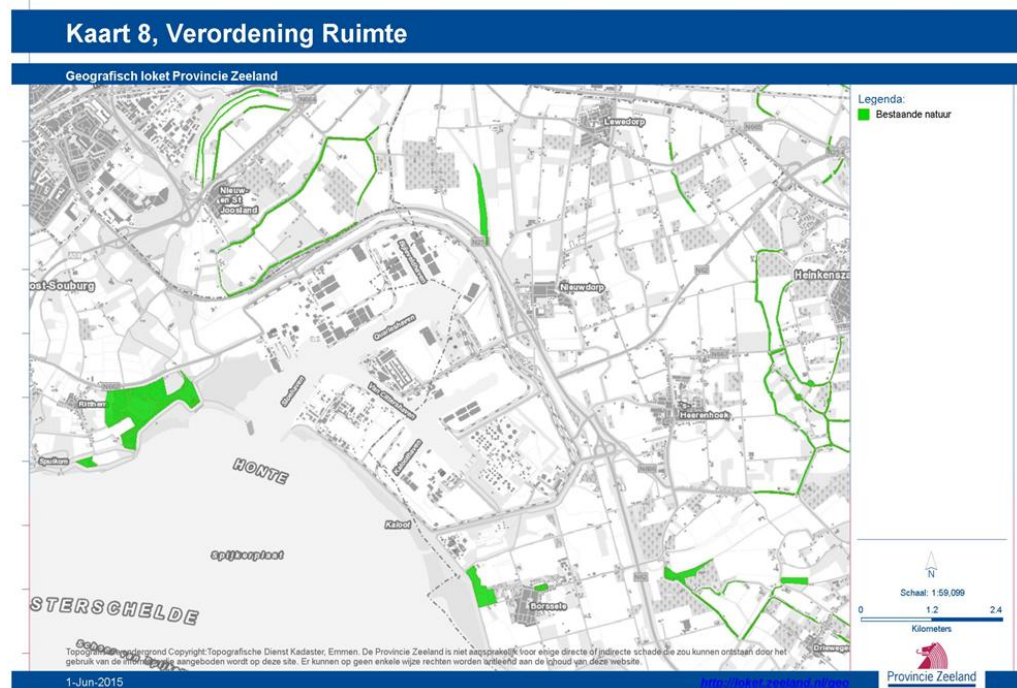 Kaart 8, Verordening Ruimte
Geografisch loket Provincie Zeeland
Legenda:
Bestaande natuur
Lewedorp
Nieuw-
en St
Joosland
ost-Souburg
Nieuwdorp
Heinkensza
Quarleshaven
Sloehaven
Ritthem
Heerenhoek
HONTE
Kaloot
Spijkerplaat
Borssele
STERSCHELDE
Driewege
N
Schaal: 1:59,099
0 1.2 2.4
Kilometers
Topografische ondergrond Copyright:Topografische Dienst Kadaster, Emmen. De Provincie Zeeland is niet aansprakelijk voor enige directe of indirecte schade die zou kunnen ontstaan door het
gebruik van de informatie die aangeboden wordt op deze site. Er kunnen op geen enkele wijze rechten worden ontleend aan de inhoud van deze website.
1-Jun-2015
http://loket.zeeland.nl/geo
Provincie Zeeland